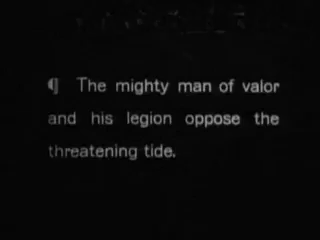 ¶ The mighty man of valor
and his legion oppose the
threatening tide.